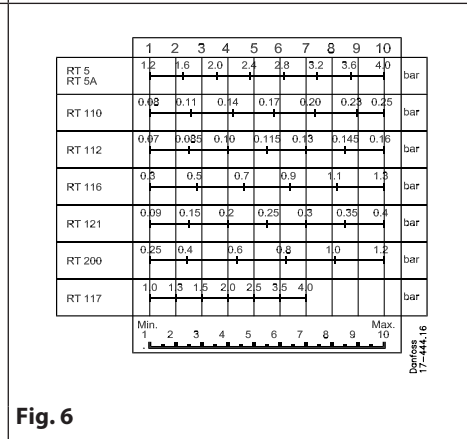 1 2 3 4 5 6 7 8 9 10
RT 5
RT 5A
1.2 1.6 2.0 2.4 2.8 3.2 3.6 4.0 bar
RT 110 0.08 0.11 0.14 0.17 0.20 0.23 0.25 bar
RT 112 0.07 0.085 0.10 0.115 0.13 0.145 0.16 bar
RT 116 0.3 0.5 0.7 0.9 1.1 1.3 bar
RT 121 0.09 0.15 0.2 0.25 0.3 0.35 0.4 bar
RT 200 0.25 0.4 0.6 0.8 1.0 1.2 bar
RT 117 1.0 1.3 1.5 2.0 2.5 3.5 4.0 bar
Min. Max.
1 2 3 4 5 6 7 8 9 10
Danfoss
17-444.16
Fig. 6